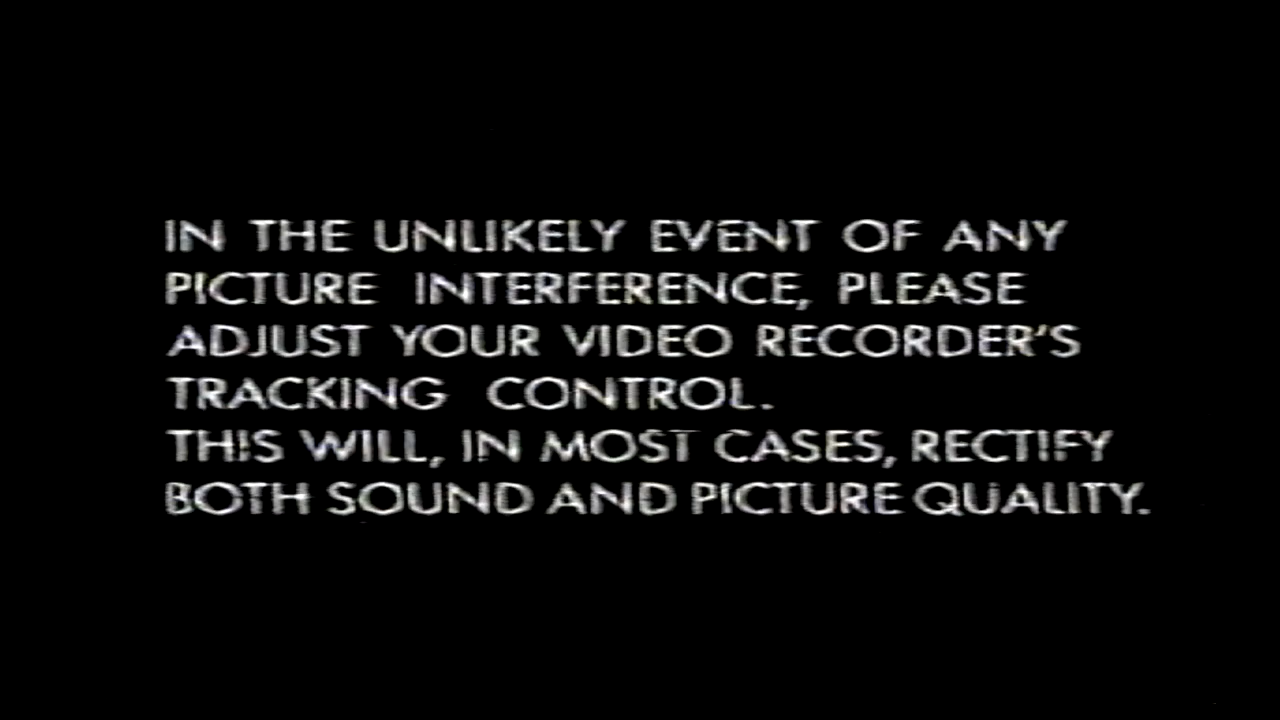 IN THE UNLIKELY EVENT OF ANY
PICTURE INTERFERENCE, PLEASE
ADJUST YOUR VIDEO RECORDER'S
TRACKING CONTROL.
THIS WILL, IN MOST CASES, RECTIFY
BOTH SOUND AND PICTURE QUALITY.